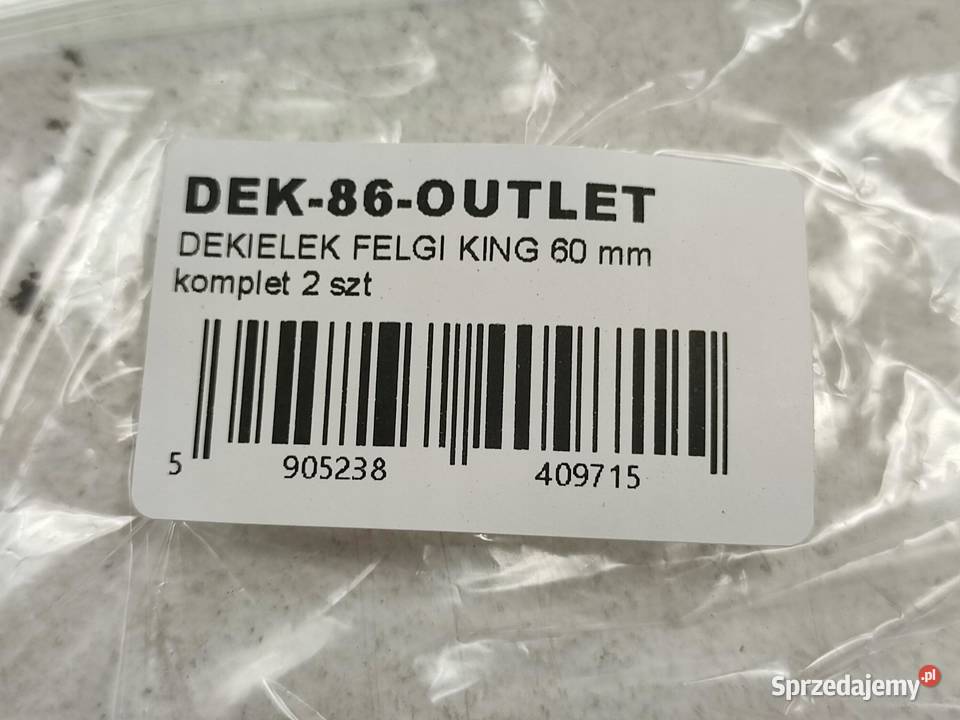 DEK-86-OUTLET
DEKIELEK FELGI KING 60 mm
komplet 2 szt
5 905238 409715
Sprzedajemy.pl